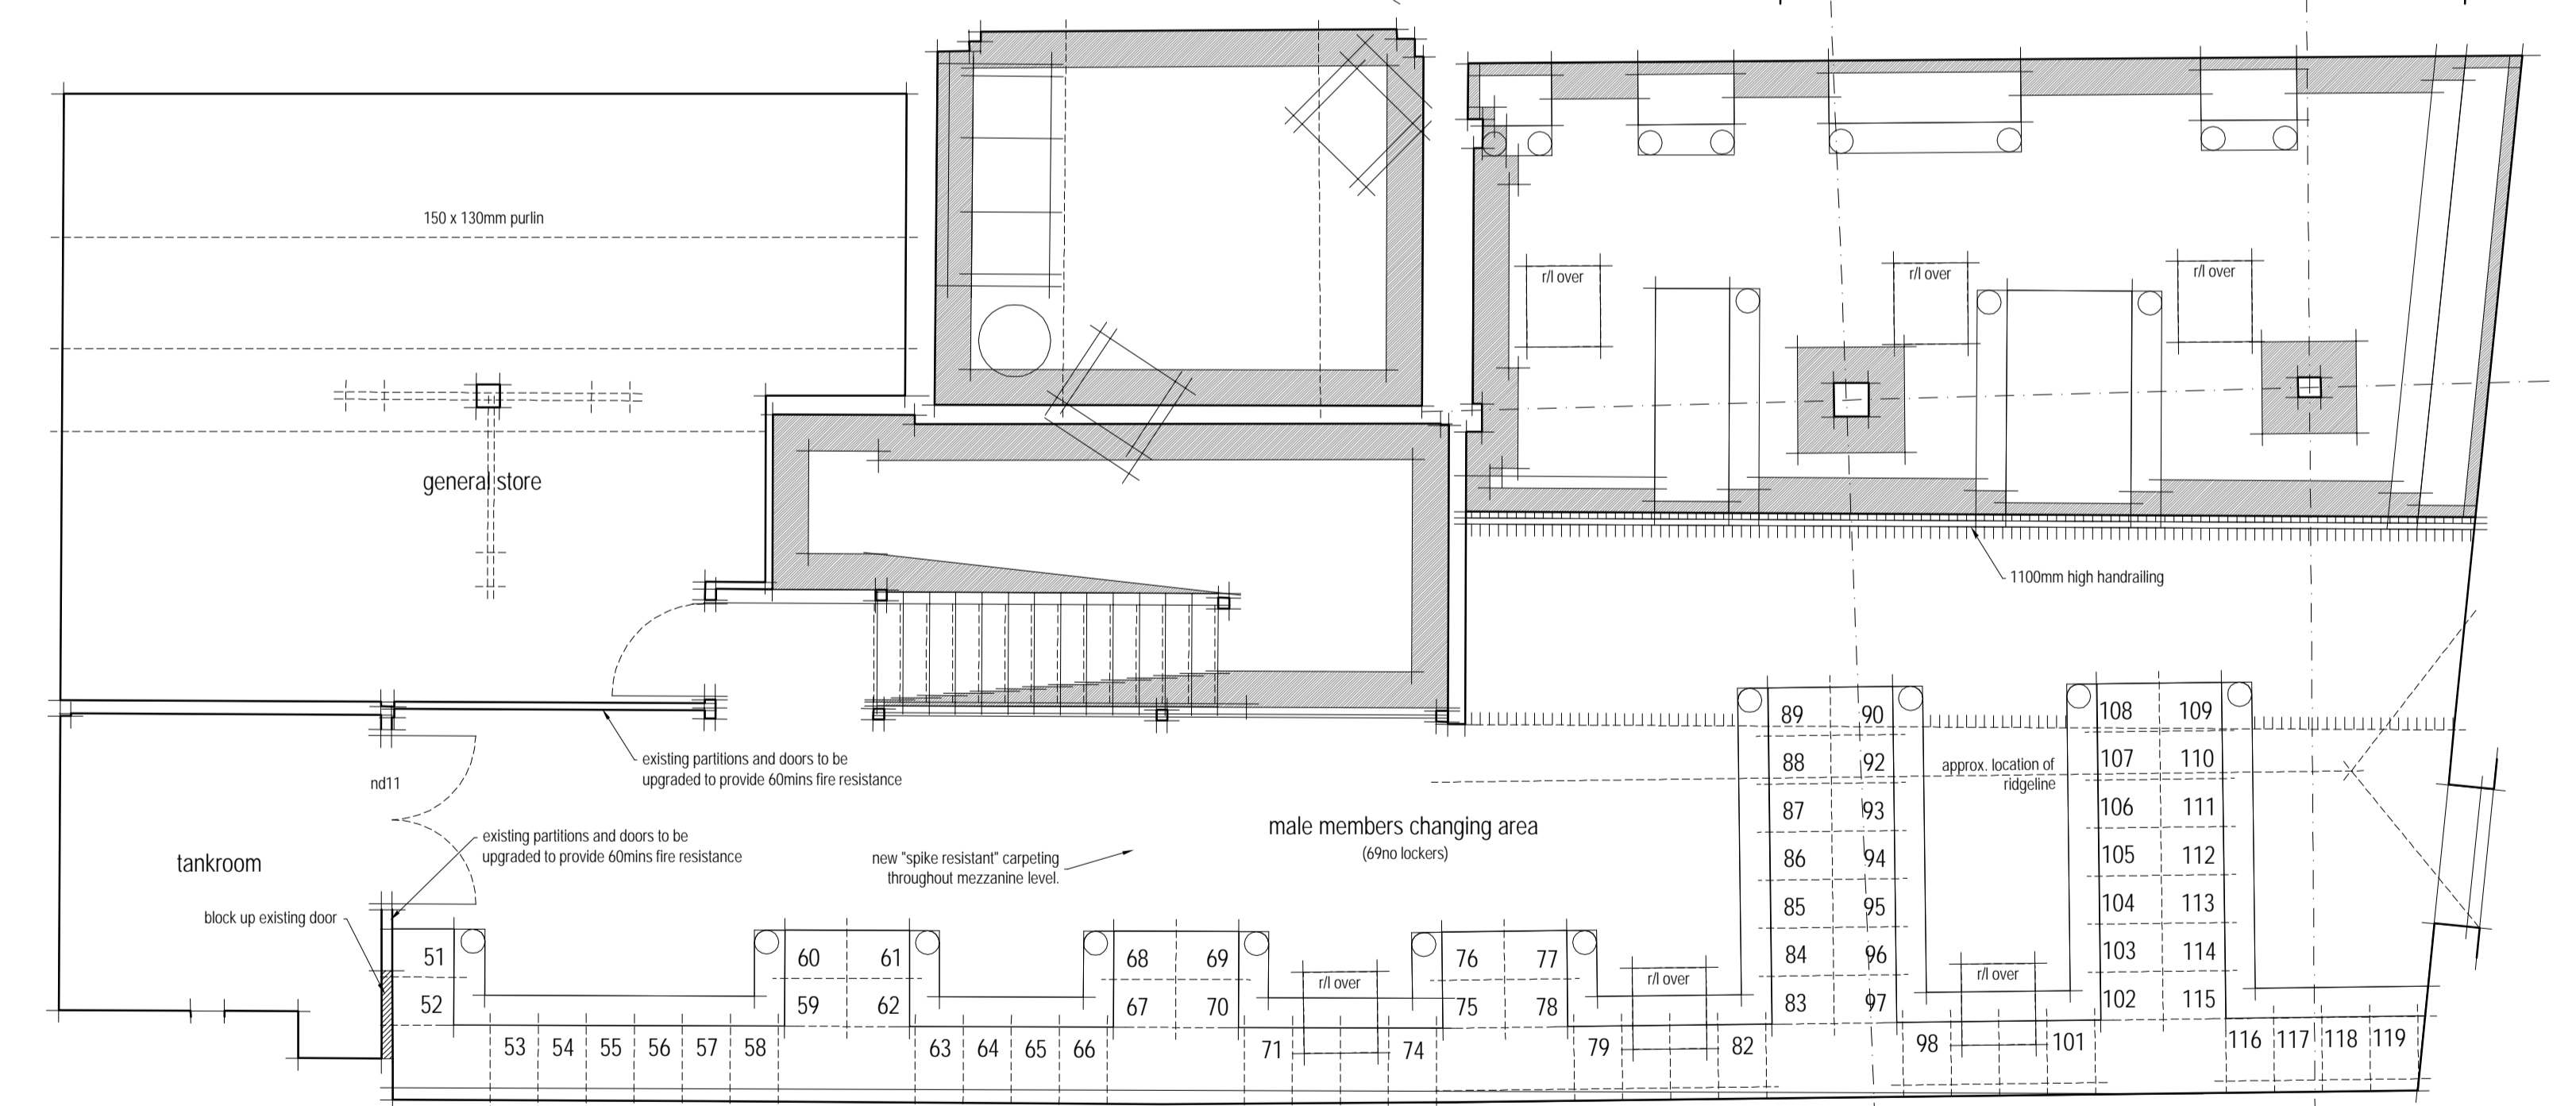 150 x 130mm purlin
r/l over
r/l over
r/l over
general store
1100mm high handrailing
existing partitions and doors to be
upgraded to provide 60mins fire resistance
nd11
existing partitions and doors to be
upgraded to provide 60mins fire resistance
tankroom
block up existing door
new "spike resistant" carpeting
throughout mezzanine level.
male members changing area
(69no lockers)
approx. location of
ridgeline
89 90
88 92
87 93
86 94
85 95
84 96
83 97
108 109
107 110
106 111
105 112
104 113
103 114
102 115
51
52
53 54 55 56 57 58
60 61
59 62
63 64 65 66
68 69
67 70
r/l over
71 74
76 77
75 78
r/l over
79 82
r/l over
98 101
116 117 118 119